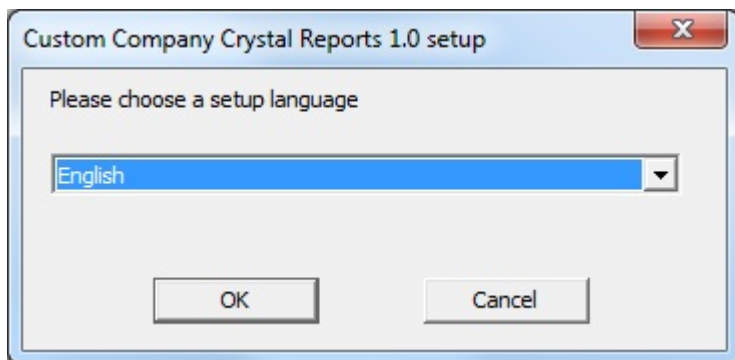 Custom Company Crystal Reports 1.0 setup
Please choose a setup language
English
OK Cancel